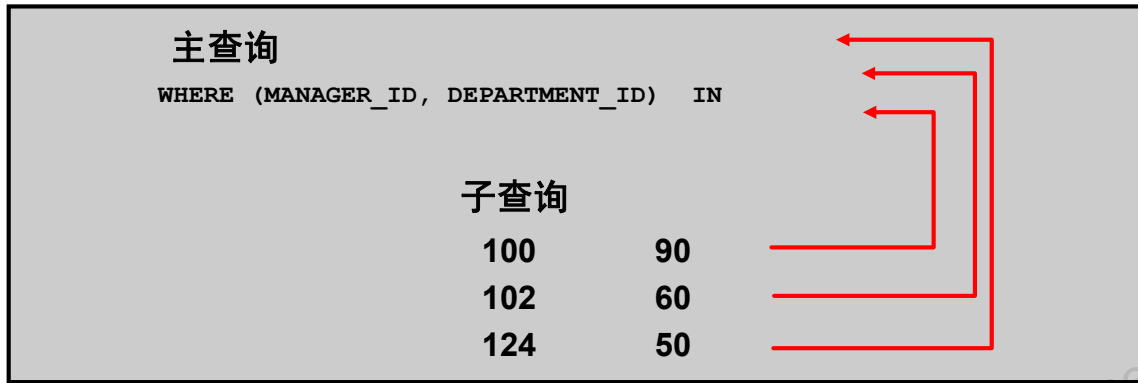 主查询
WHERE (MANAGER_ID, DEPARTMENT_ID) IN
子查询
100 90
102 60
124 50